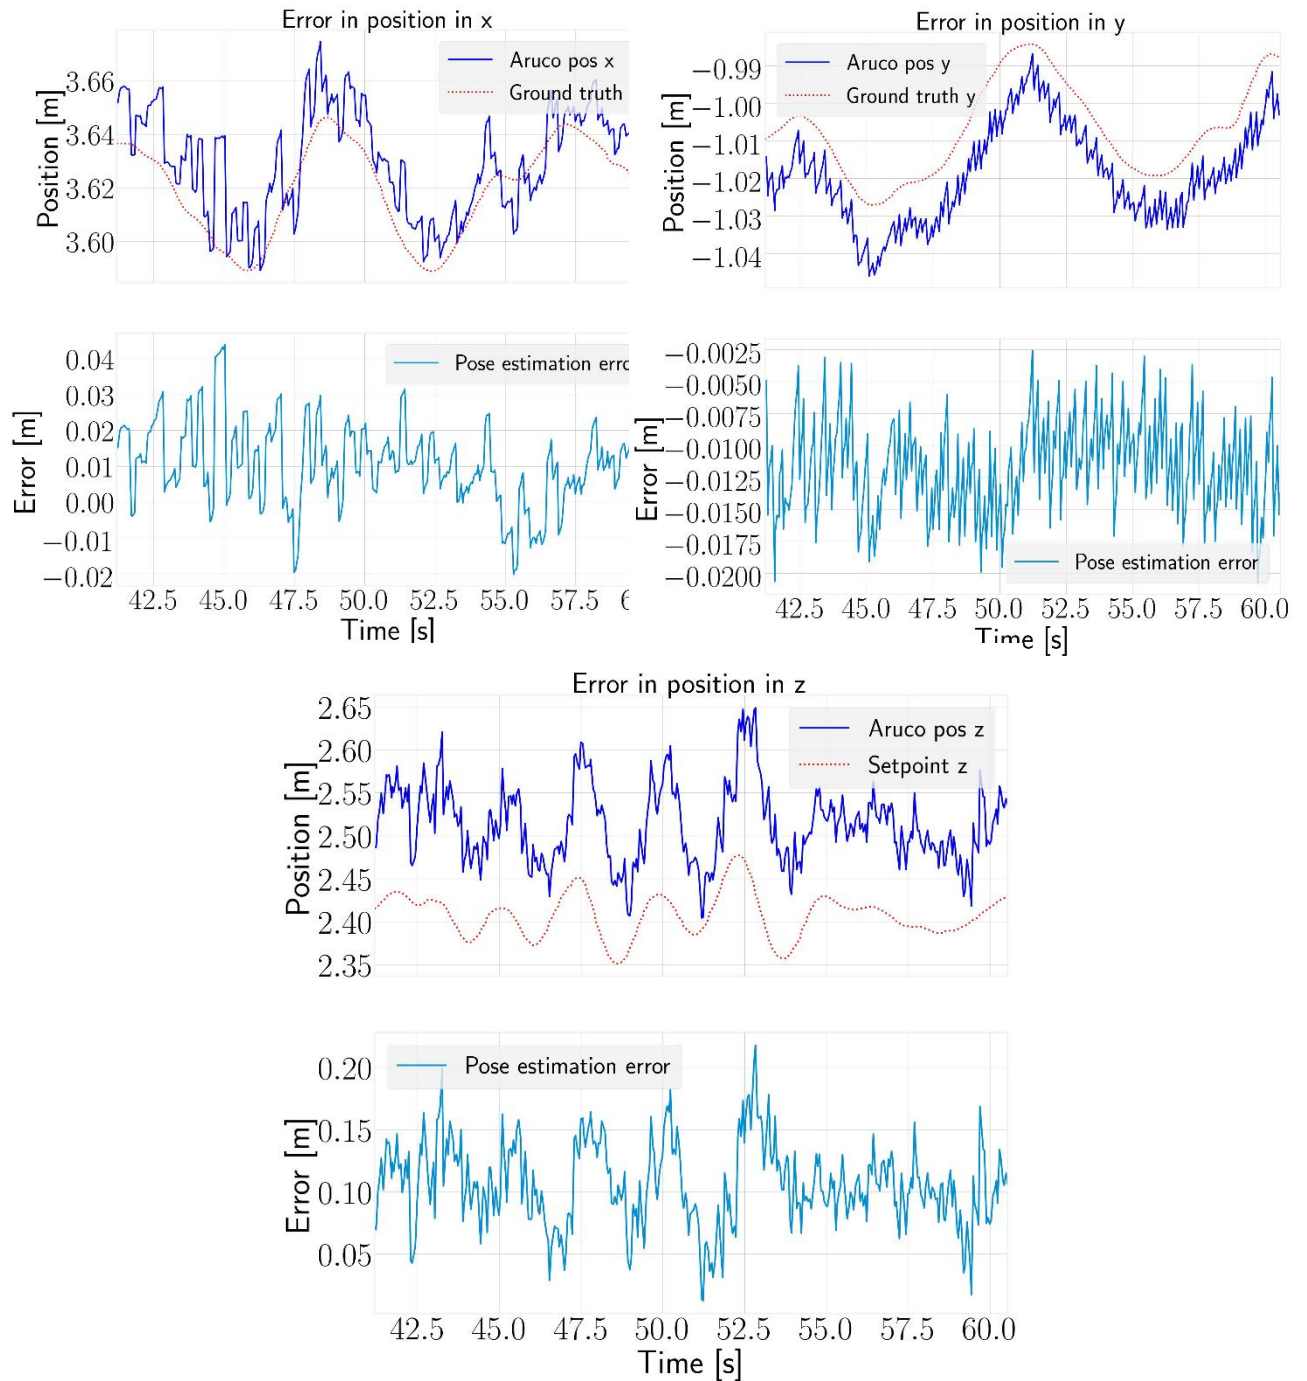 Error in position in x
Position [m]
3.66
3.64
3.62
3.60
Aruco pos x
Ground truth
Error [m]
0.04
0.03
0.02
0.01
0.00
−0.01
−0.02
Pose estimation erro
42.5 45.0 47.5 50.0 52.5 55.0 57.5 6
Time [s]
Error in position in y
Position [m]
−0.99
−1.00
−1.01
−1.02
−1.03
−1.04
Aruco pos y
Ground truth y
Error [m]
−0.0025
−0.0050
−0.0075
−0.0100
−0.0125
−0.0150
−0.0175
−0.0200
Pose estimation error
42.5 45.0 47.5 50.0 52.5 55.0 57.5 60.0
Time [s]
Error in position in z
Position [m]
2.65
2.60
2.55
2.50
2.45
2.40
2.35
Aruco pos z
Setpoint z
Error [m]
0.20
0.15
0.10
0.05
Pose estimation error
42.5 45.0 47.5 50.0 52.5 55.0 57.5 60.0
Time [s]